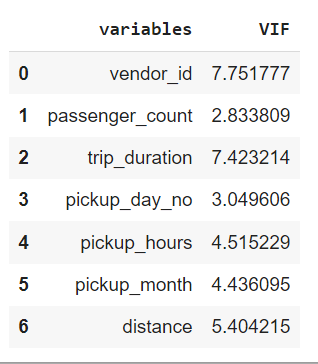 variables VIF
0 vendor_id 7.751777
1 passenger_count 2.833809
2 trip_duration 7.423214
3 pickup_day_no 3.049606
4 pickup_hours 4.515229
5 pickup_month 4.436095
6 distance 5.404215